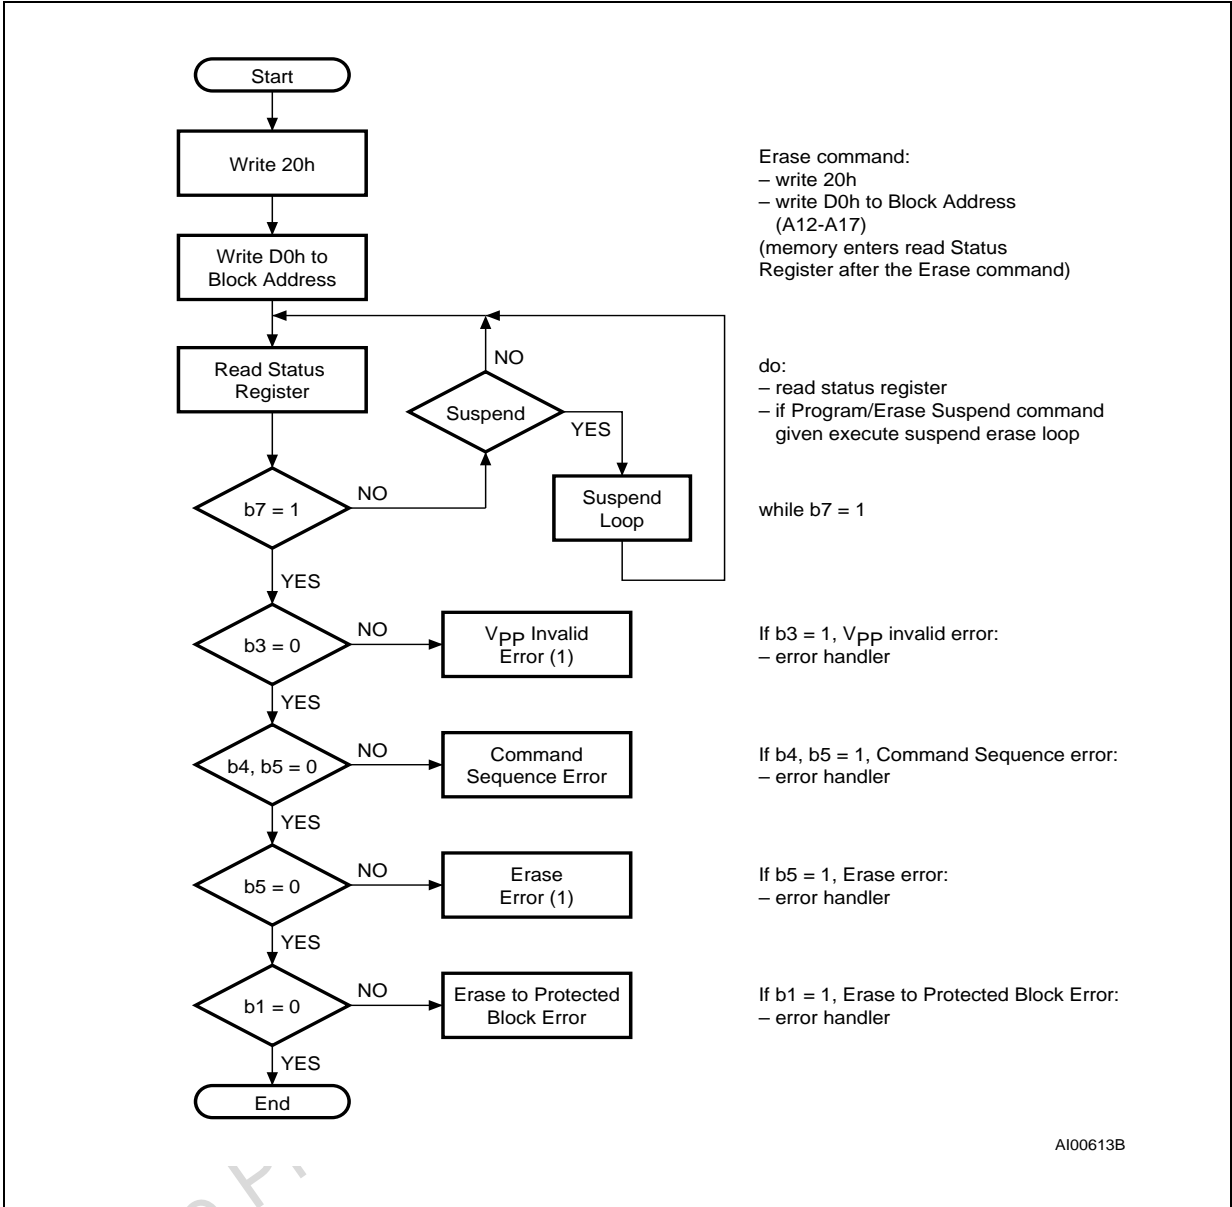 Start
Write 20h
Erase command:
– write 20h
– write D0h to Block Address
(A12-A17)
(memory enters read Status
Register after the Erase command)
Write D0h to
Block Address
Read Status
Register
NO
Suspend
YES
do:
– read status register
– if Program/Erase Suspend command
given execute suspend erase loop
b7 = 1
NO
Suspend
Loop
while b7 = 1
YES
b3 = 0
NO
VPP Invalid
Error (1)
If b3 = 1, VPP invalid error:
– error handler
YES
b4, b5 = 0
NO
Command
Sequence Error
If b4, b5 = 1, Command Sequence error:
– error handler
YES
b5 = 0
NO
Erase
Error (1)
If b5 = 1, Erase error:
– error handler
YES
b1 = 0
NO
Erase to Protected
Block Error
If b1 = 1, Erase to Protected Block Error:
– error handler
YES
End
AI00613B